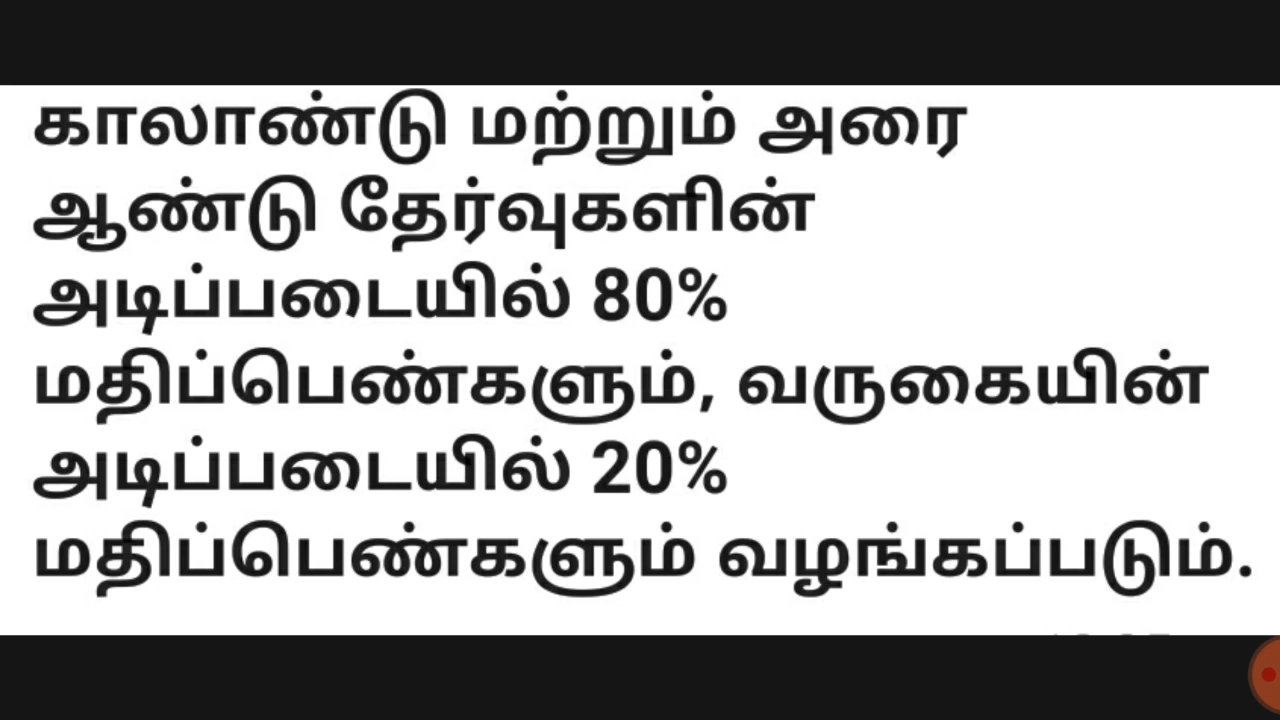 காலாண்டு மற்றும் அரை
ஆண்டு தேர்வுகளின்
அடிப்படையில் 80%
மதிப்பெண்களும், வருகையின்
அடிப்படையில் 20%
மதிப்பெண்களும் வழங்கப்படும்.